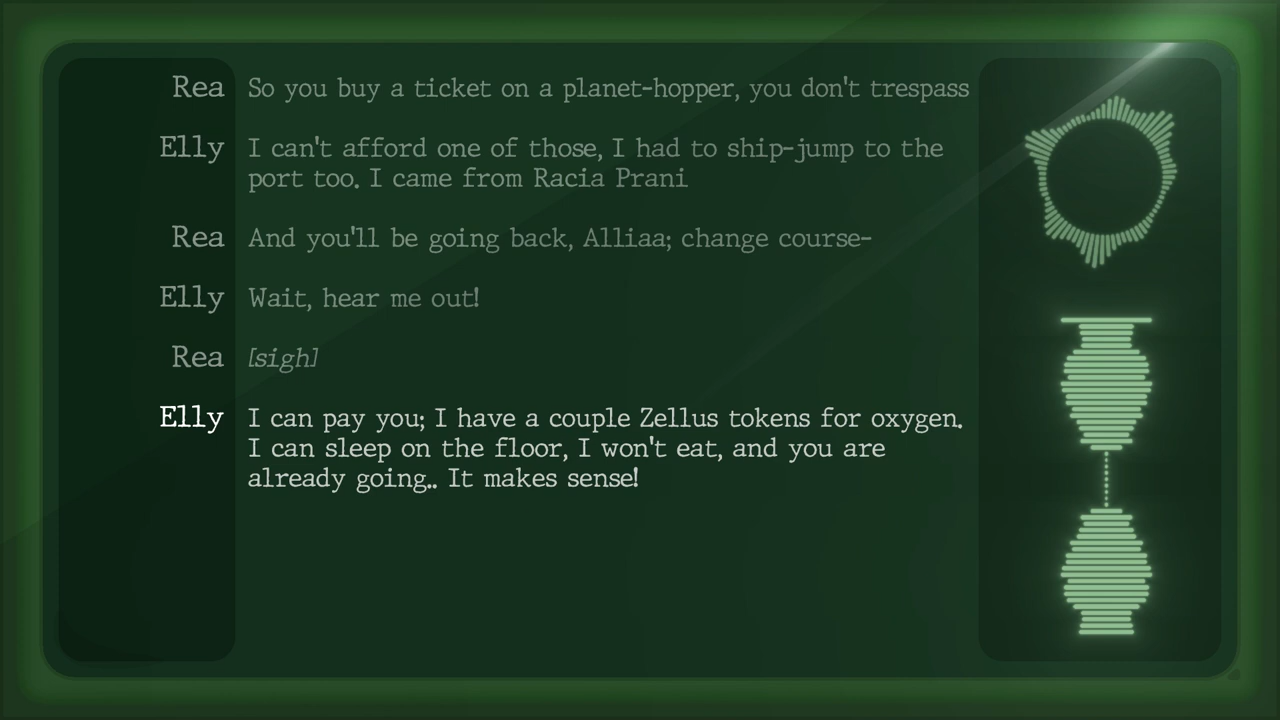 Rea So you buy a ticket on a planet-hopper, you don't trespass
Elly I can't afford one of those, I had to ship-jump to the
port too. I came from Racia Prani
Rea And you'll be going back, Alliaa; change course-
Elly Wait, hear me out!
Rea [sigh]
Elly I can pay you; I have a couple Zellus tokens for oxygen.
I can sleep on the floor, I won't eat, and you are
already going.. It makes sense!